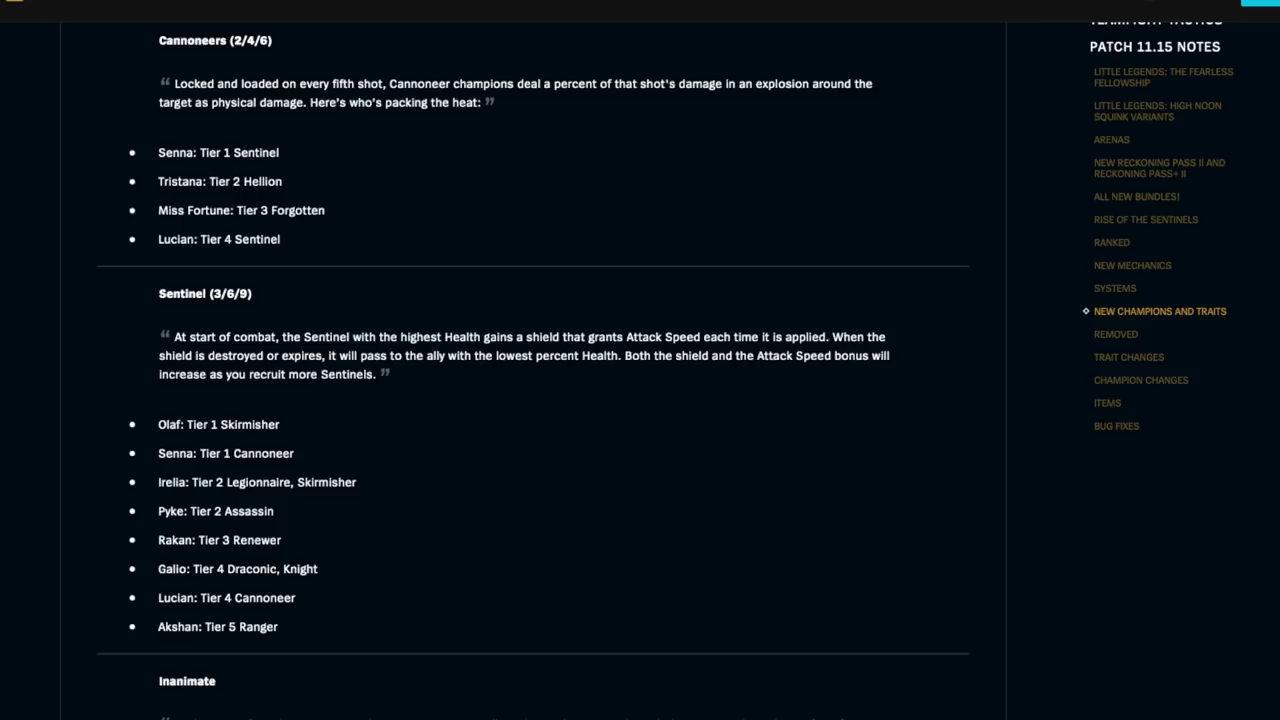 Cannoneers (2/4/6)
“ Locked and loaded on every fifth shot, Cannoneer champions deal a percent of that shot's damage in an explosion around the
target as physical damage. Here's who's packing the heat: ”
• Senna: Tier 1 Sentinel
• Tristana: Tier 2 Hellion
• Miss Fortune: Tier 3 Forgotten
• Lucian: Tier 4 Sentinel
Sentinel (3/6/9)
“ At start of combat, the Sentinel with the highest Health gains a shield that grants Attack Speed each time it is applied. When the
shield is destroyed or expires, it will pass to the ally with the lowest percent Health. Both the shield and the Attack Speed bonus will
increase as you recruit more Sentinels. ”
• Olaf: Tier 1 Skirmisher
• Senna: Tier 1 Cannoneer
• Irelia: Tier 2 Legionnaire, Skirmisher
• Pyke: Tier 2 Assassin
• Rakan: Tier 3 Renewer
• Galio: Tier 4 Draconic, Knight
• Lucian: Tier 4 Cannoneer
• Akshan: Tier 5 Ranger
Inanimate
TEAMFIGHT TACTICS
PATCH 11.15 NOTES
LITTLE LEGENDS: THE FEARLESS
FELLOWSHIP
LITTLE LEGENDS: HIGH NOON
SQUINK VARIANTS
ARENAS
NEW RECKONING PASS II AND
RECKONING PASS+ II
ALL NEW BUNDLES!
RISE OF THE SENTINELS
RANKED
NEW MECHANICS
SYSTEMS
NEW CHAMPIONS AND TRAITS
REMOVED
TRAIT CHANGES
CHAMPION CHANGES
ITEMS
BUG FIXES